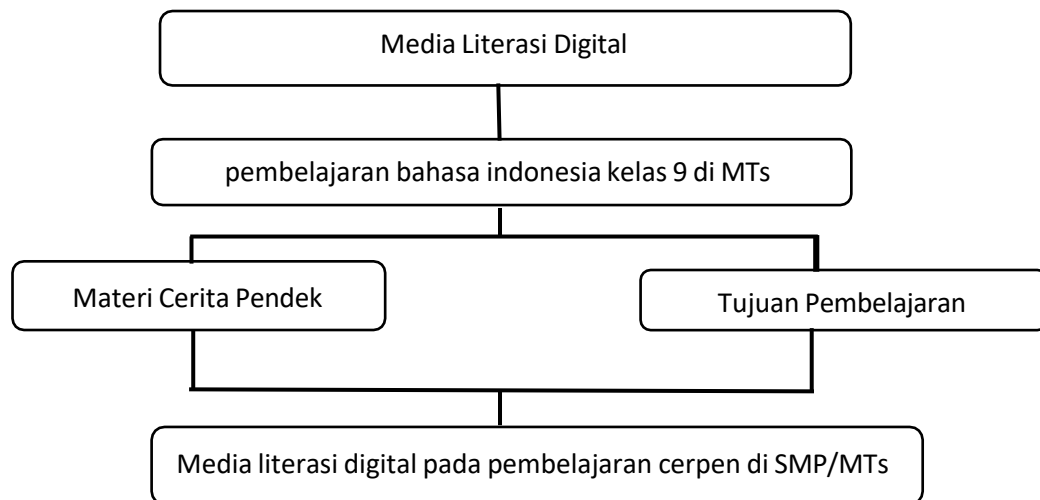 Media Literasi Digital
pembelajaran bahasa indonesia kelas 9 di MTs
Materi Cerita Pendek
Tujuan Pembelajaran
Media literasi digital pada pembelajaran cerpen di SMP/MTs